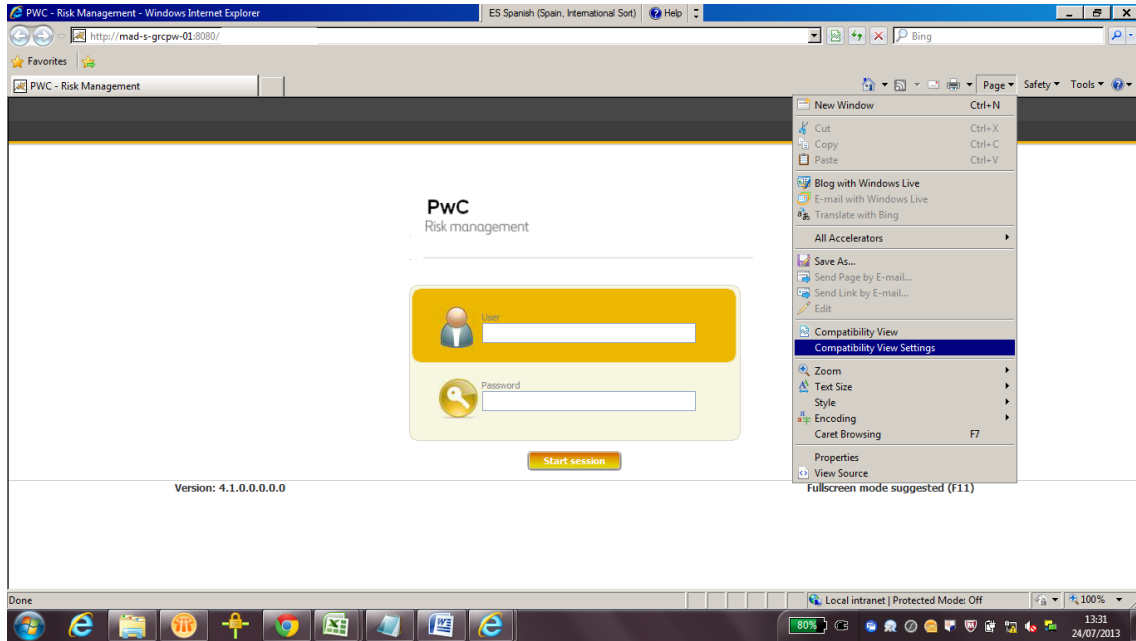 PWC - Risk Management - Windows Internet Explorer
ES Spanish (Spain, International Sort) Help
http://mad-s-grcpw-01:8080/
Bing
Favorites
PWC - Risk Management
Page Safety Tools
New Window Ctrl+N
Cut Ctrl+X
Copy Ctrl+C
Paste Ctrl+V
Blog with Windows Live
E-mail with Windows Live
Translate with Bing
All Accelerators
Save As...
Send Page by E-mail...
Send Link by E-mail...
Edit
Compatibility View
Compatibility View Settings
Zoom
Text Size
Style
Encoding
Caret Browsing F7
Properties
View Source
PwC
Risk management
User
Password
Start session
Version: 4.1.0.0.0.0.0
Fullscreen mode suggested (F11)
Done
Local intranet | Protected Mode: Off
100%
80%
13:31
24/07/2013